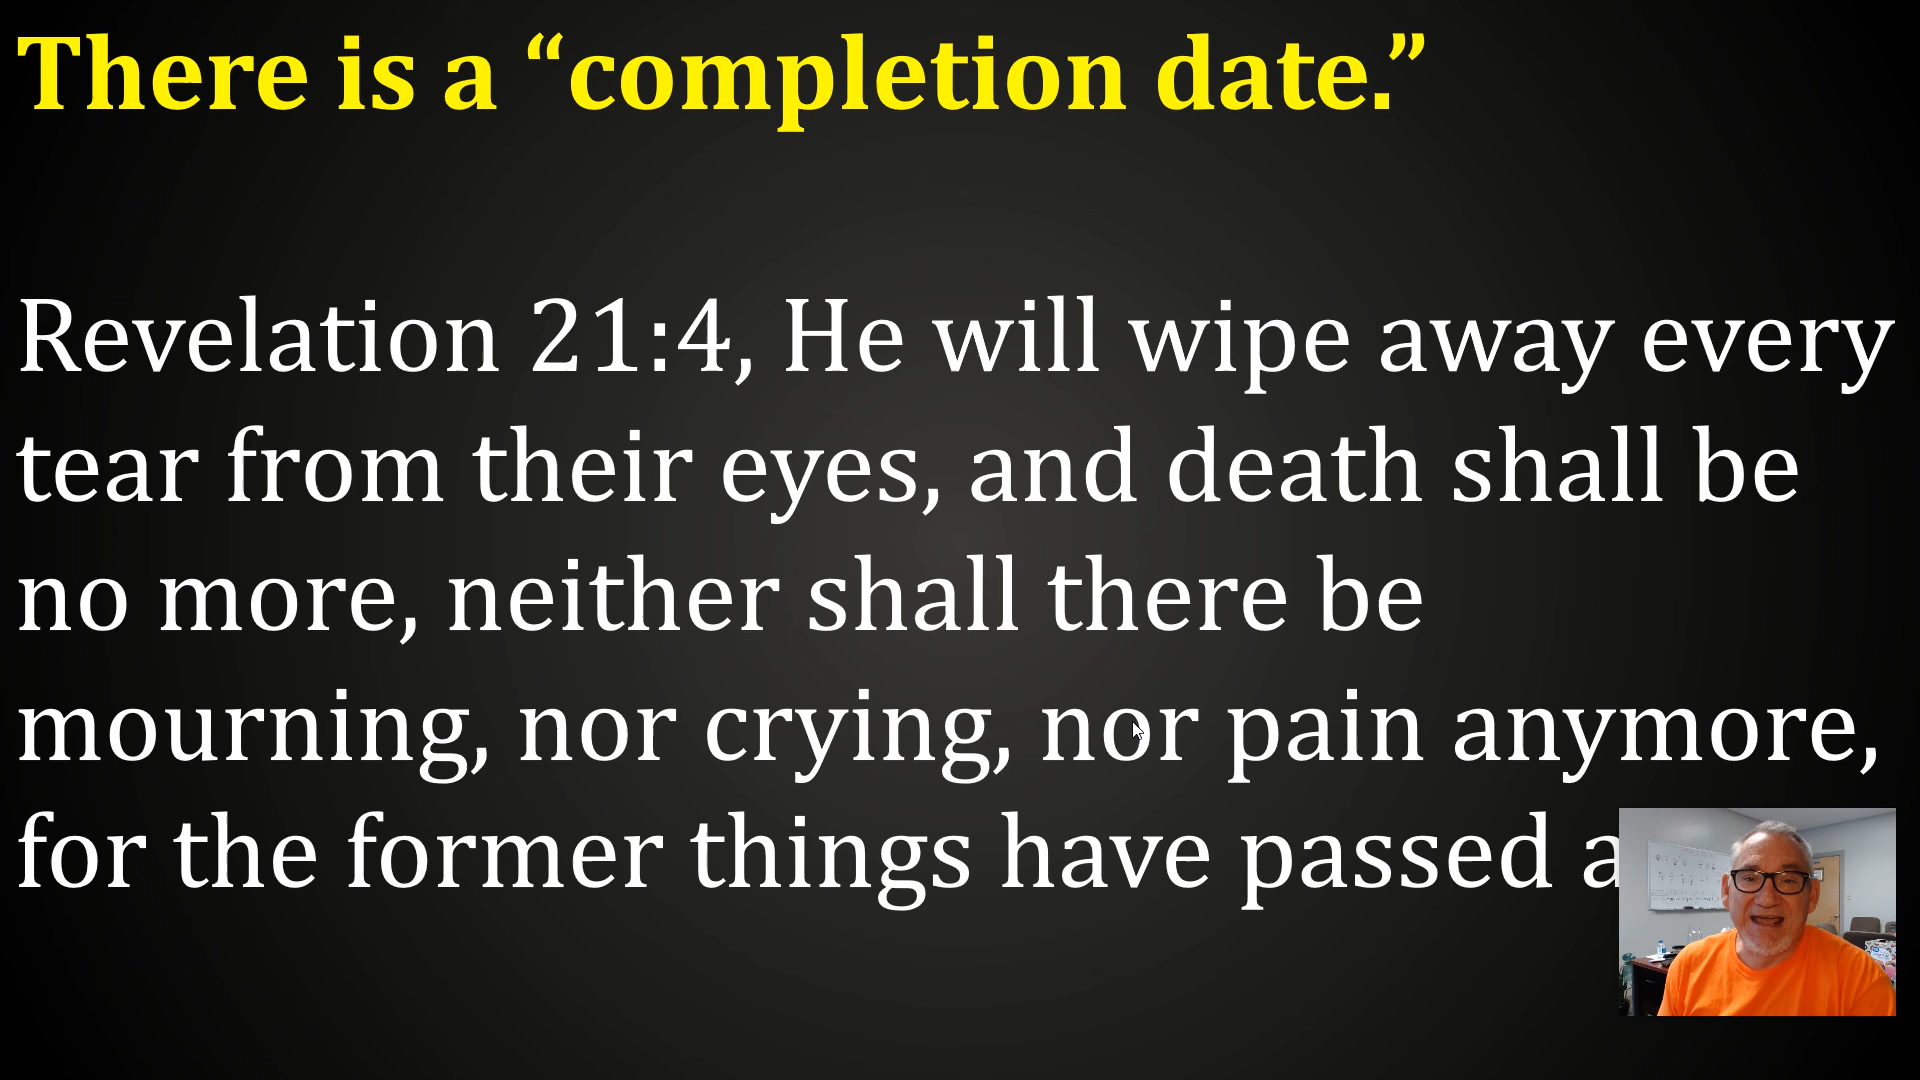 There is a “completion date.”
Revelation 21:4, He will wipe away every
tear from their eyes, and death shall be
no more, neither shall there be
mourning, nor crying, nor pain anymore,
for the former things have passed a